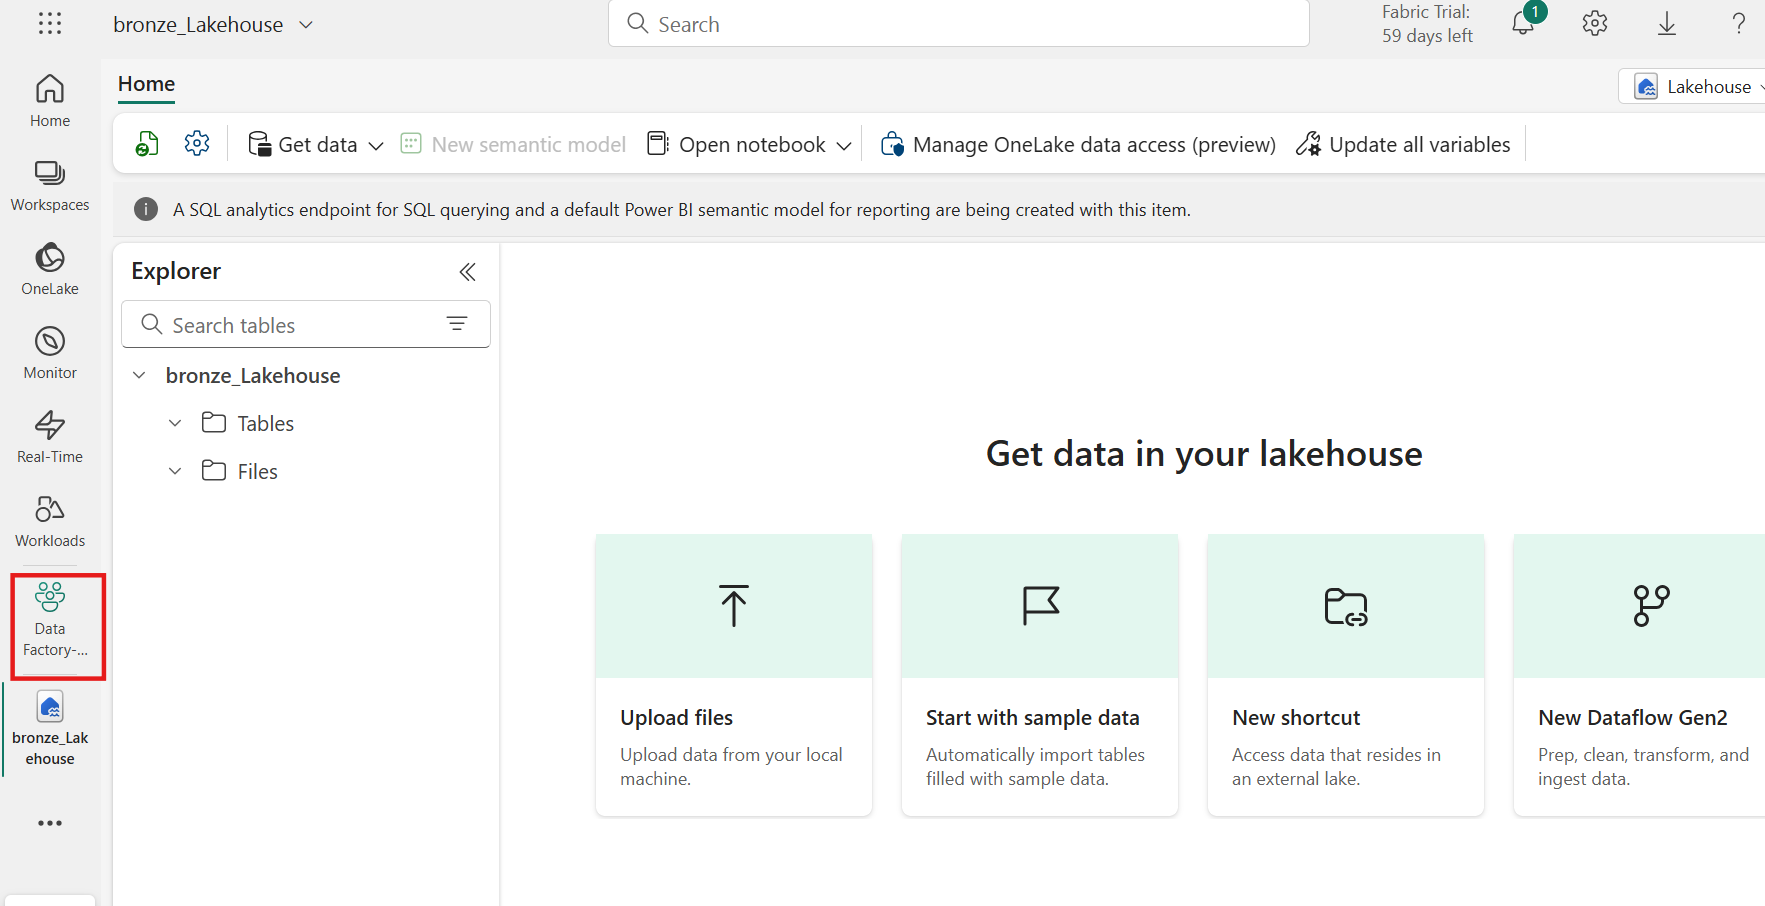 bronze_Lakehouse
Search
Fabric Trial:
59 days left
1
?
Home
Lakehouse
Get data
New semantic model
Open notebook
Manage OneLake data access (preview)
Update all variables
A SQL analytics endpoint for SQL querying and a default Power BI semantic model for reporting are being created with this item.
Home
Workspaces
OneLake
Monitor
Real-Time
Workloads
Data
Factory-...
bronze_Lak
ehouse
Explorer
Search tables
bronze_Lakehouse
Tables
Files
Get data in your lakehouse
Upload files
Upload data from your local
machine.
Start with sample data
Automatically import tables
filled with sample data.
New shortcut
Access data that resides in
an external lake.
New Dataflow Gen2
Prep, clean, transform, and
ingest data.